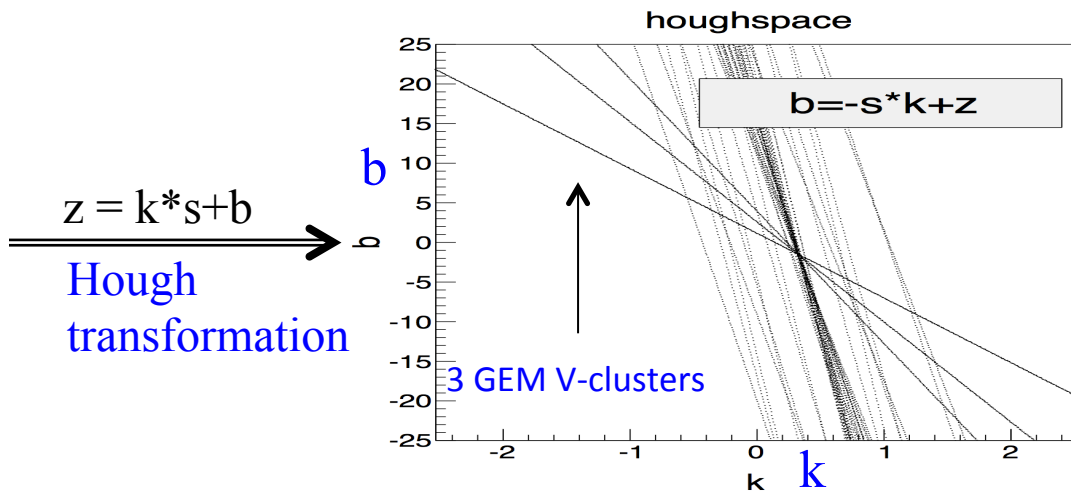 houghspace
b=-s*k+z
25
20
15
10
5
0
-5
-10
-15
-20
-25
b
b
z = k*s+b
Hough
transformation
3 GEM V-clusters
-2
-1
0
1
2
k
k